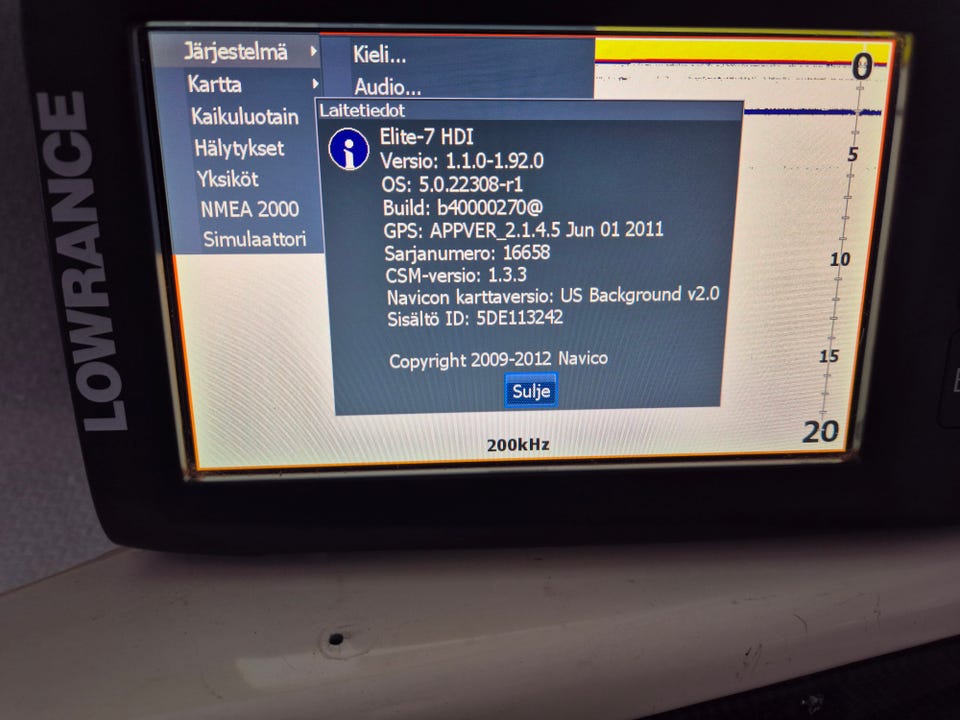 LOWRANCE
Järjestelmä
Kartta
Kaikuluotain
Hälytykset
Yksiköt
NMEA 2000
Simulaattori
Kieli...
Audio...
Laitetiedot
Elite-7 HDI
Versio: 1.1.0-1.92.0
OS: 5.0.22308-r1
Build: b40000270@
GPS: APPVER_2.1.4.5 Jun 01 2011
Sarjanumero: 16658
CSM-versio: 1.3.3
Navicon karttaversio: US Background v2.0
Sisältö ID: 5DE113242
Copyright 2009-2012 Navico
Sulje
200kHz
0
5
10
15
20